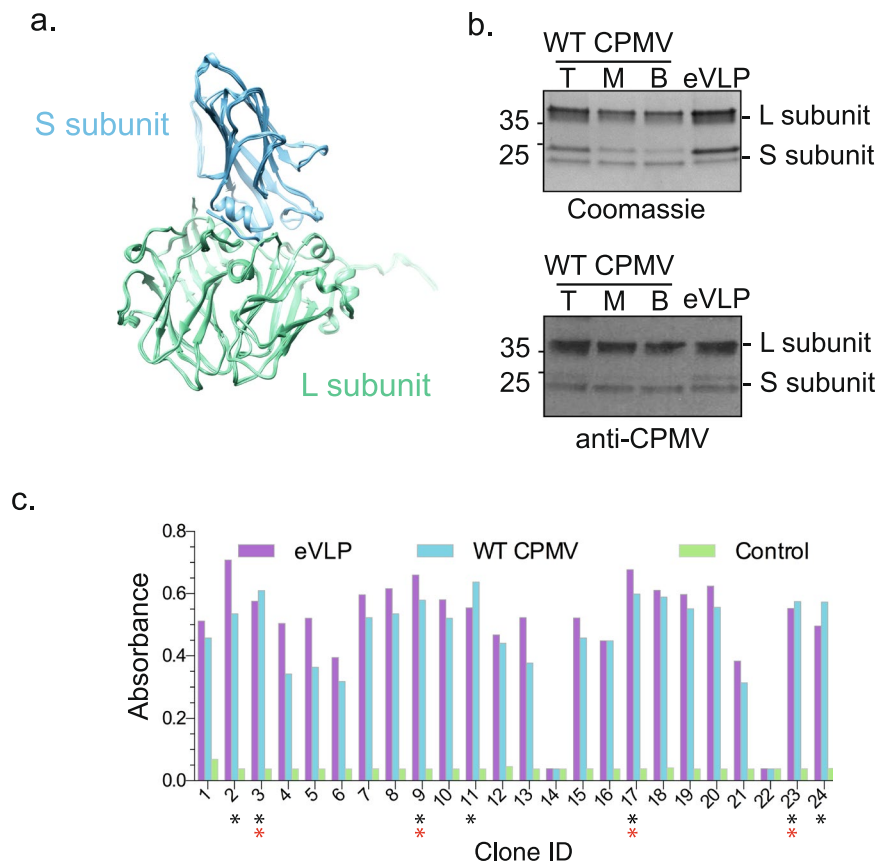 a.
S subunit
L subunit
b.
WT CPMV
T M B eVLP
35
25
- L subunit
- S subunit
Coomassie
WT CPMV
T M B eVLP
35
25
- L subunit
- S subunit
anti-CPMV
c.
eVLP WT CPMV Control
Absorbance
0.8
0.6
0.4
0.2
0.0
1 2 3 4 5 6 7 8 9 10 11 12 13 14 15 16 17 18 19 20 21 22 23 24
* * * * * * *
* * * *
Clone ID